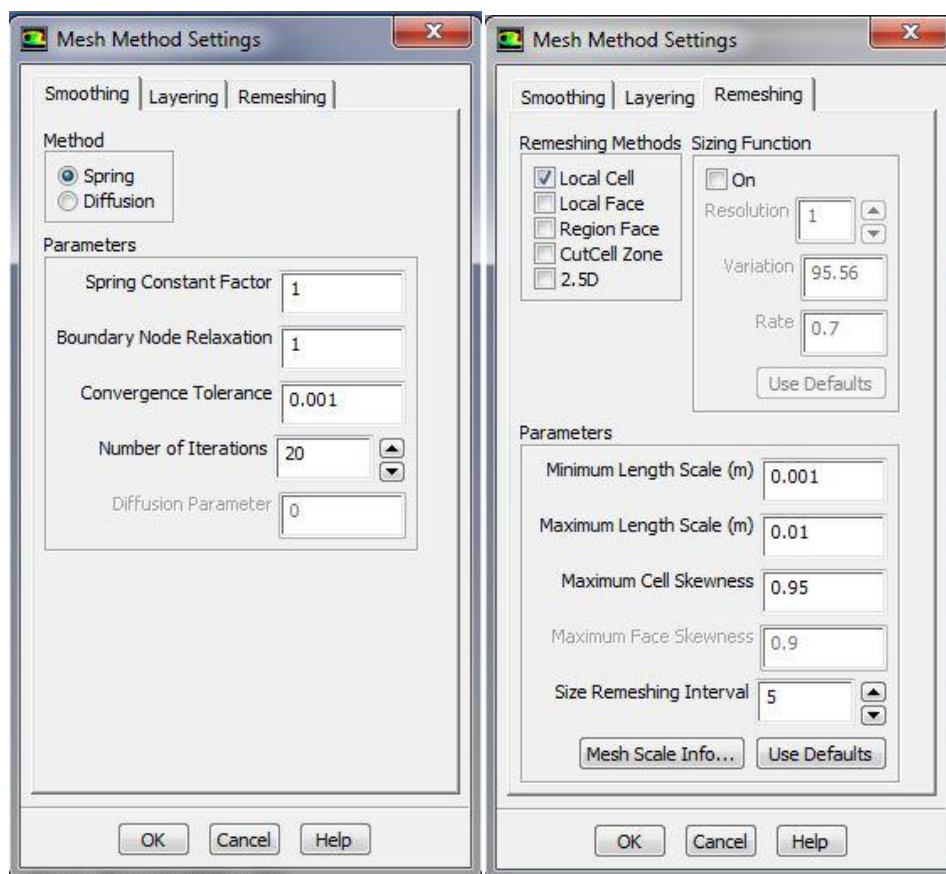 Mesh Method Settings
Smoothing Layering Remeshing
Method
Spring
Diffusion
Parameters
Spring Constant Factor 1
Boundary Node Relaxation 1
Convergence Tolerance 0.001
Number of Iterations 20
Diffusion Parameter 0
OK Cancel Help
Mesh Method Settings
Smoothing Layering Remeshing
Remeshing Methods Sizing Function
Local Cell
Local Face
Region Face
CutCell Zone
2.5D
On
Resolution 1
Variation 95.56
Rate 0.7
Use Defaults
Parameters
Minimum Length Scale (m) 0.001
Maximum Length Scale (m) 0.01
Maximum Cell Skewness 0.95
Maximum Face Skewness 0.9
Size Remeshing Interval 5
Mesh Scale Info... Use Defaults
OK Cancel Help